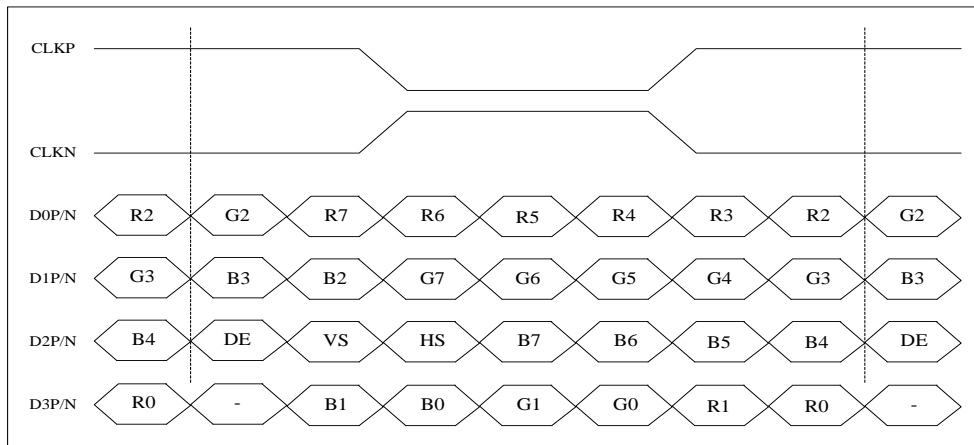 CLKP
CLKN
D0P/N R2 G2 R7 R6 R5 R4 R3 R2 G2
D1P/N G3 B3 B2 G7 G6 G5 G4 G3 B3
D2P/N B4 DE VS HS B7 B6 B5 B4 DE
D3P/N R0 - B1 B0 G1 G0 R1 R0 -